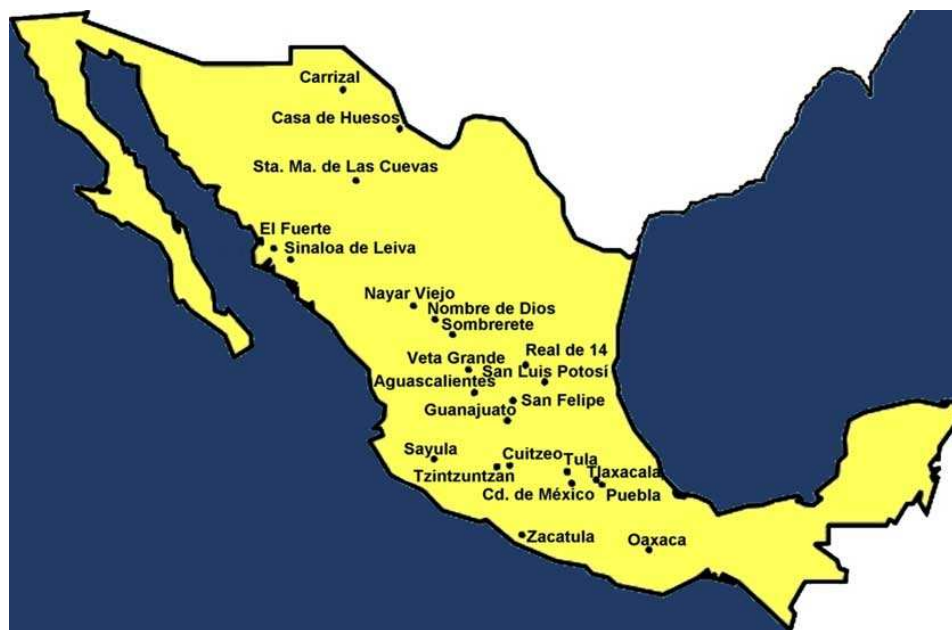 Carrizal
Casa de Huesos
Sta. Ma. de Las Cuevas
El Fuerte
Sinaloa de Leiva
Nayar Viejo
Nombre de Dios
Sombrerete
Real de 14
Veta Grande
San Luis Potosí
Aguascalientes
San Felipe
Guanajuato
Sayula
Cuitzeo
Tula
Tzintzuntzan
Tlaxacala
Cd. de México
Puebla
Zacatula
Oaxaca